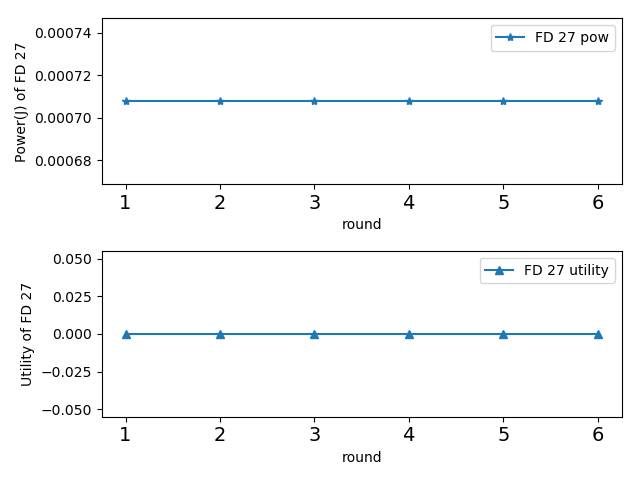 Power(J) of FD 27
0.00074
0.00072
0.00070
0.00068
FD 27 pow
1 2 3 4 5 6
round
Utility of FD 27
0.050
0.025
0.000
−0.025
−0.050
FD 27 utility
1 2 3 4 5 6
round